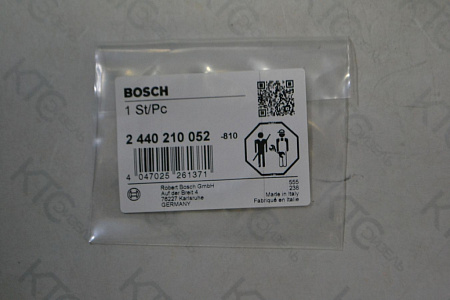 BOSCH
1 St/Pc
2 440 210 052 -810
4 047025 261371
Robert Bosch GmbH
Auf der Breit 4
76227 Karlsruhe
GERMANY
555
238
Made in Italy
Fabriqué en Italie